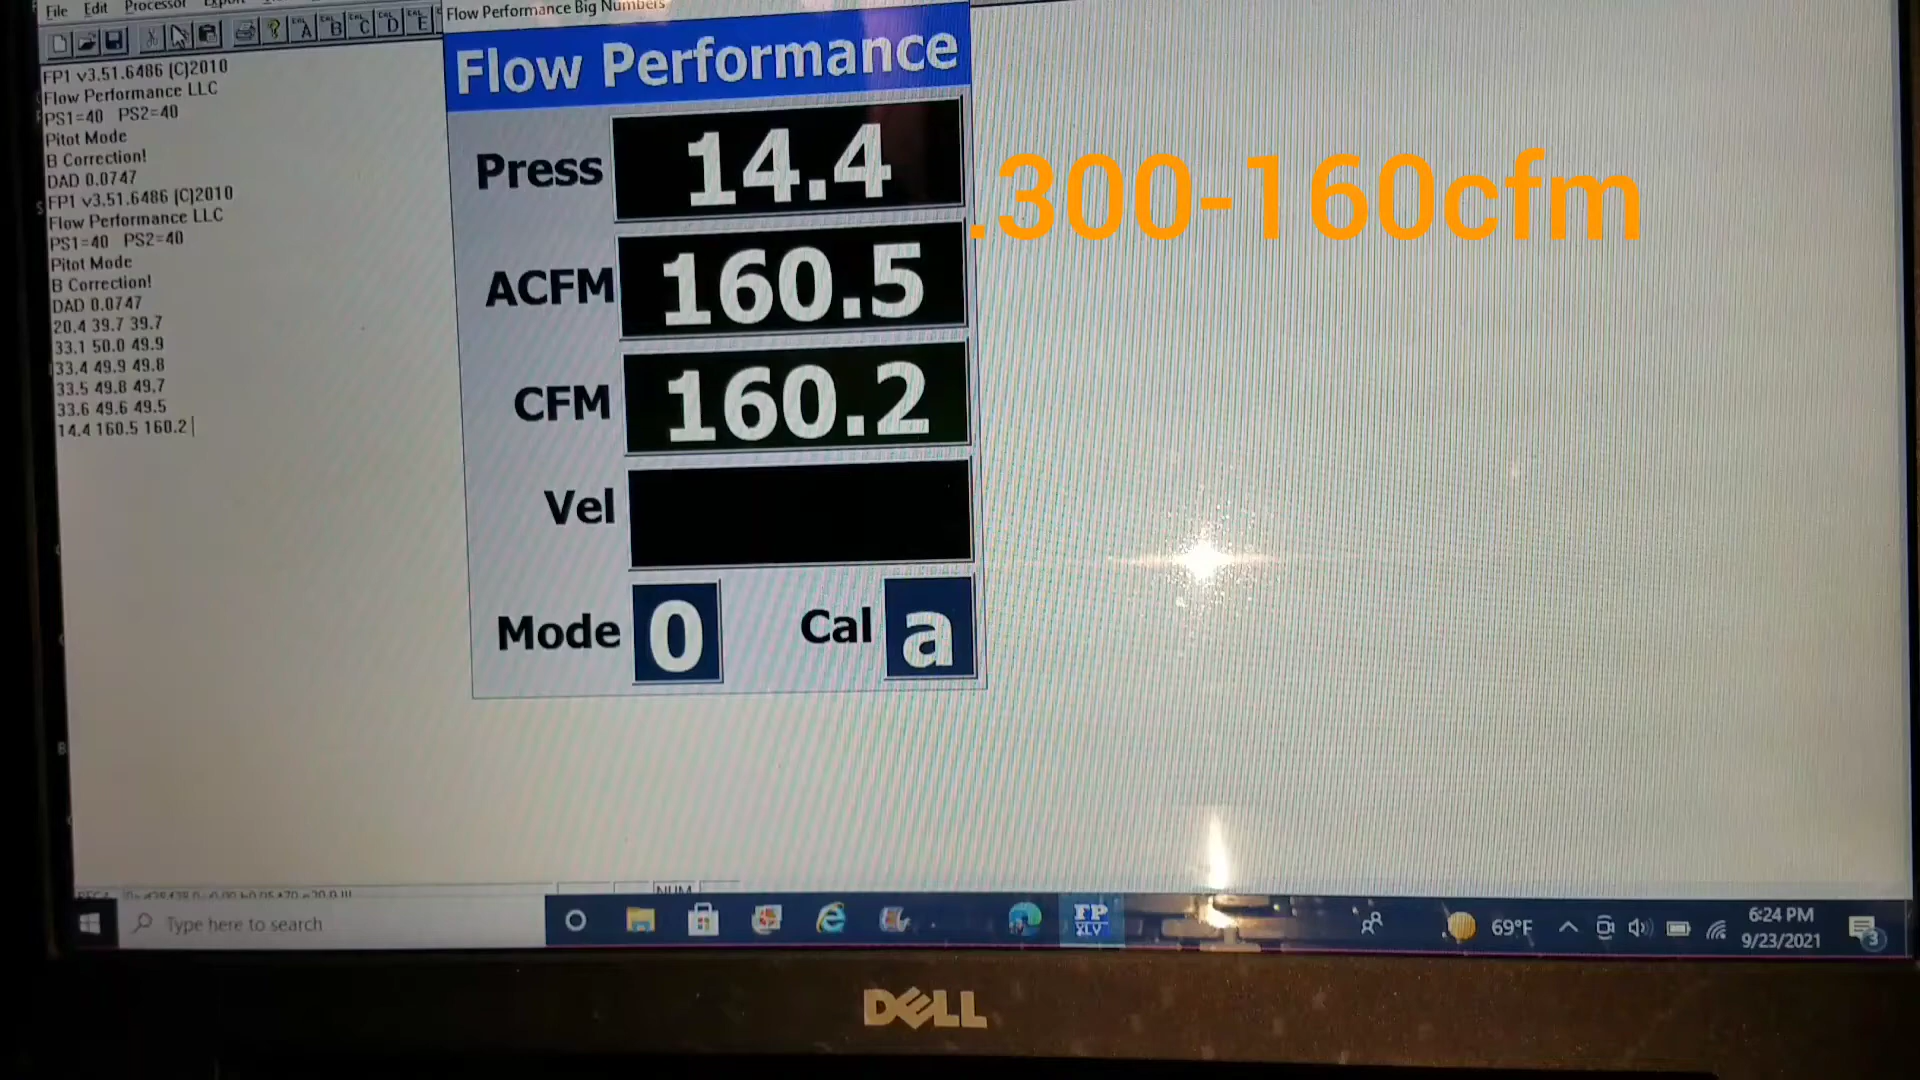 File Edit Processor Export
Flow Performance Big Numbers
A B C D E
FP1 v3.51.6486 (C)2010
Flow Performance LLC
PS1=40 PS2=40
Pitot Mode
B Correction!
DAD 0.0747
FP1 v3.51.6486 (C)2010
Flow Performance LLC
PS1=40 PS2=40
Pitot Mode
B Correction!
DAD 0.0747
20.4 39.7 39.7
33.1 50.0 49.9
33.4 49.9 49.8
33.5 49.8 49.7
33.6 49.6 49.5
14.4 160.5 160.2
Flow Performance
Press 14.4
ACFM 160.5
CFM 160.2
Vel
Mode 0 Cal a
.300-160cfm
NUM
Type here to search
FP
XLV
69°F
6:24 PM
9/23/2021
3
DELL